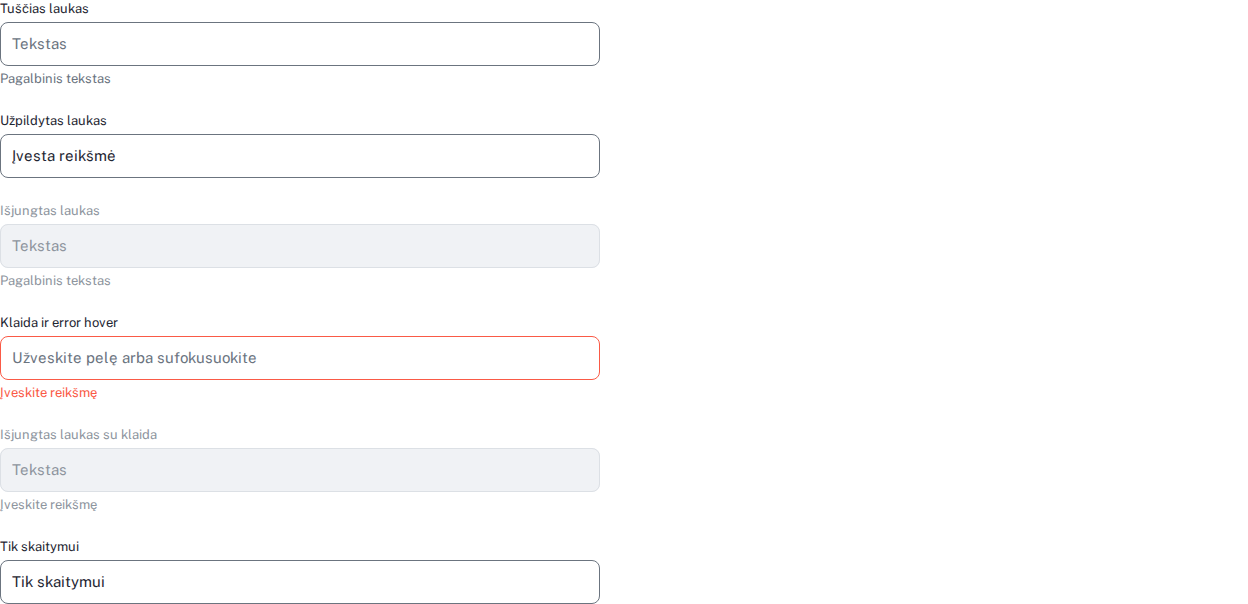 Tuščias laukas
Tekstas
Pagalbinis tekstas
Užpildytas laukas
Įvesta reikšmė
Išjungtas laukas
Tekstas
Pagalbinis tekstas
Klaida ir error hover
Užveskite pelę arba sufokusuokite
Įveskite reikšmę
Išjungtas laukas su klaida
Tekstas
Įveskite reikšmę
Tik skaitymui
Tik skaitymui